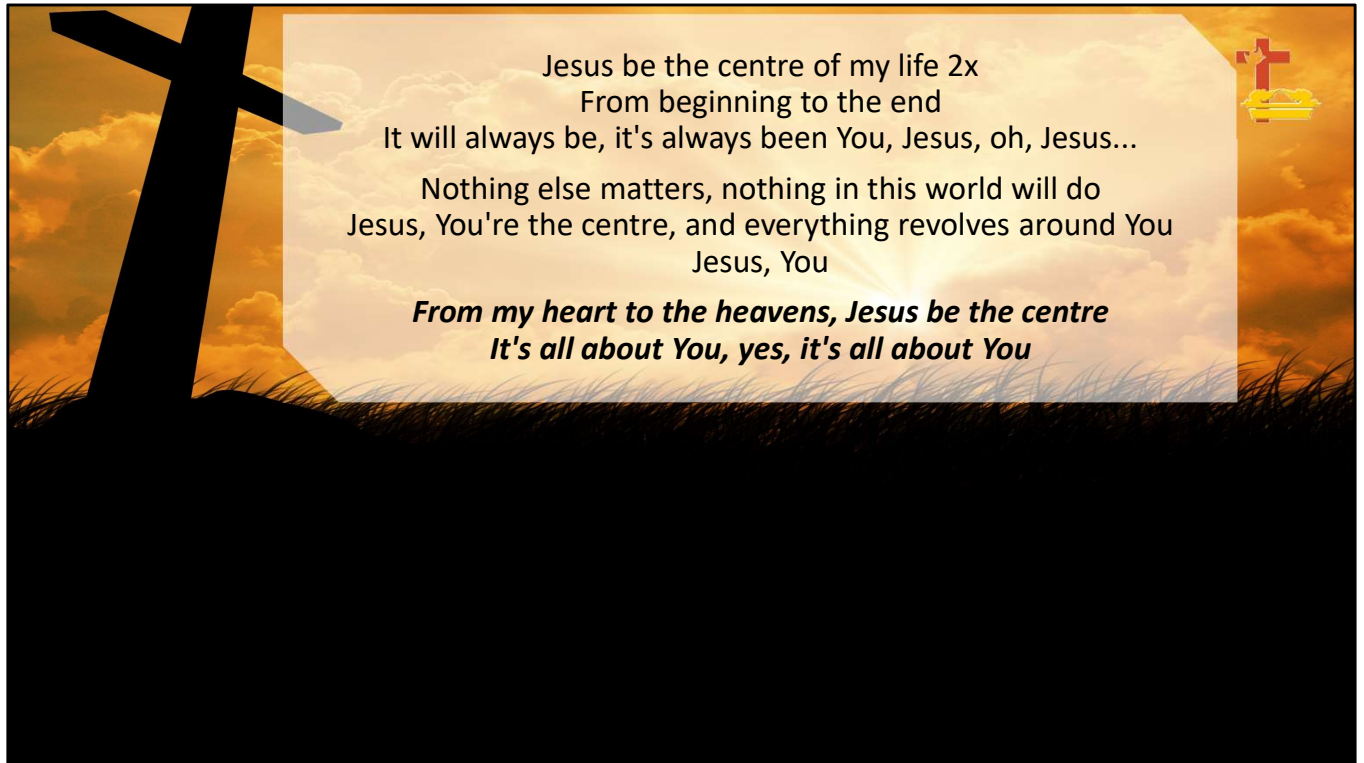 Jesus be the centre of my life 2x
From beginning to the end
It will always be, it's always been You, Jesus, oh, Jesus...
Nothing else matters, nothing in this world will do
Jesus, You're the centre, and everything revolves around You
Jesus, You
From my heart to the heavens, Jesus be the centre
It's all about You, yes, it's all about You